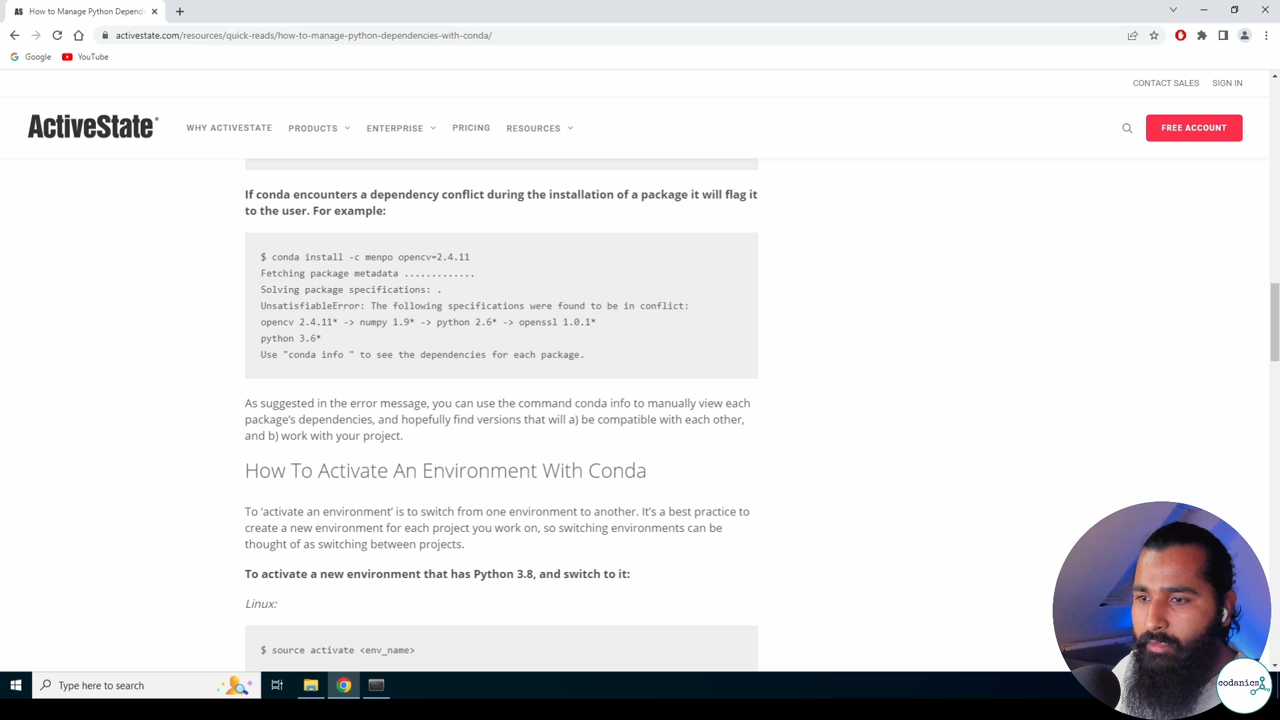 How to Manage Python Depend
activestate.com/resources/quick-reads/how-to-manage-python-dependencies-with-conda/
Google YouTube
CONTACT SALES SIGN IN
ActiveState® WHY ACTIVESTATE PRODUCTS ENTERPRISE PRICING RESOURCES FREE ACCOUNT
If conda encounters a dependency conflict during the installation of a package it will flag it
to the user. For example:
$ conda install -c menpo opencv=2.4.11
Fetching package metadata .............
Solving package specifications: .
UnsatisfiableError: The following specifications were found to be in conflict:
opencv 2.4.11* -> numpy 1.9* -> python 2.6* -> openssl 1.0.1*
python 3.6*
Use "conda info " to see the dependencies for each package.
As suggested in the error message, you can use the command conda info to manually view each
package's dependencies, and hopefully find versions that will a) be compatible with each other,
and b) work with your project.
How To Activate An Environment With Conda
To ‘activate an environment’ is to switch from one environment to another. It’s a best practice to
create a new environment for each project you work on, so switching environments can be
thought of as switching between projects.
To activate a new environment that has Python 3.8, and switch to it:
Linux:
$ source activate <env_name>
Type here to search
codanics